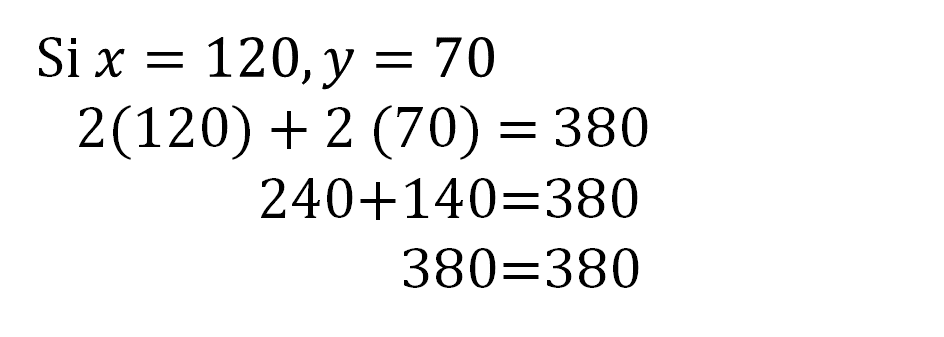 Si x = 120, y = 70
2(120) + 2 (70) = 380
240+140=380
380=380